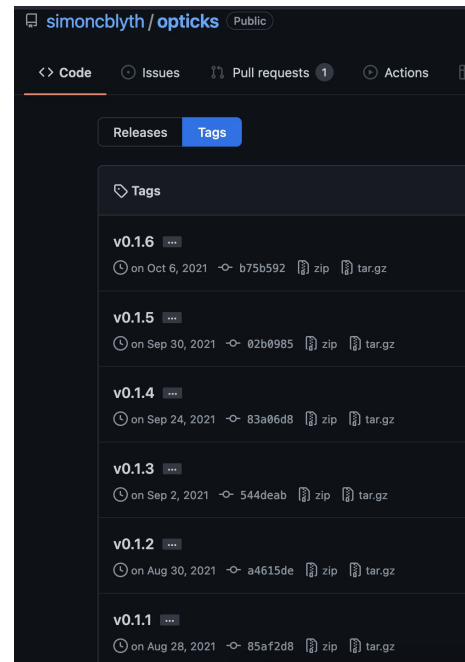 simoncblyth / opticks Public
<> Code Issues Pull requests 1 Actions
Releases Tags
Tags
v0.1.6 ...
on Oct 6, 2021 b75b592 zip tar.gz
v0.1.5 ...
on Sep 30, 2021 02b0985 zip tar.gz
v0.1.4 ...
on Sep 24, 2021 83a06d8 zip tar.gz
v0.1.3 ...
on Sep 2, 2021 544deab zip tar.gz
v0.1.2 ...
on Aug 30, 2021 a4615de zip tar.gz
v0.1.1 ...
on Aug 28, 2021 85af2d8 zip tar.gz